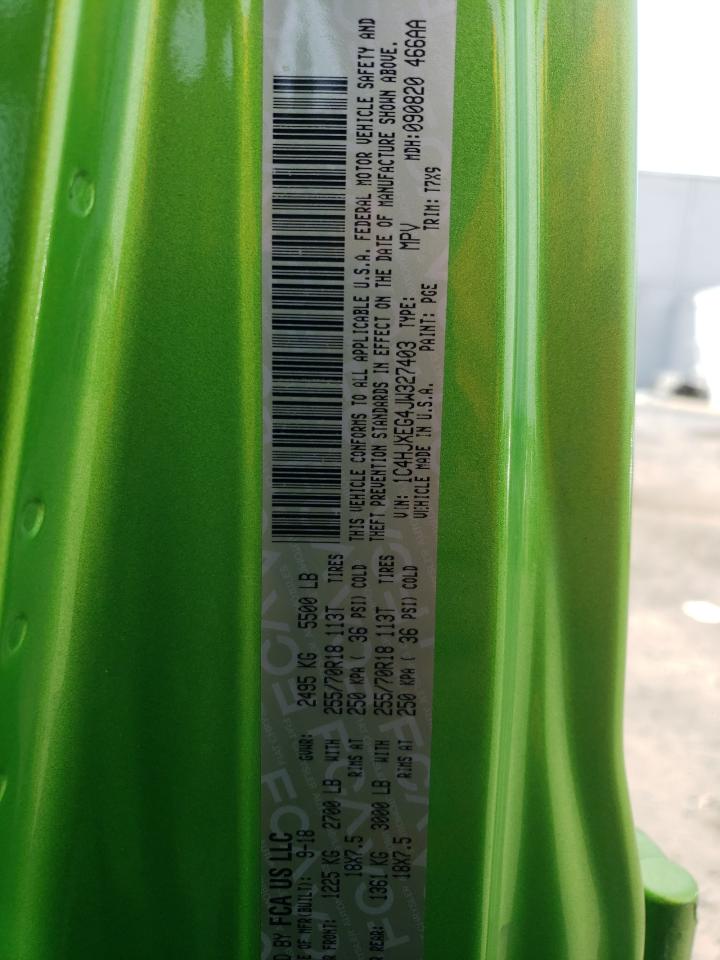 D BY FCA US LLC
E OF MFR(BUILT): 9-18 GVWR: 2495 KG 5500 LB
R FRONT: 1225 KG 2700 LB WITH 255/70R18 113T TIRES
18X7.5 RIMS AT 250 KPA ( 36 PSI) COLD
R REAR: 1361 KG 3000 LB WITH 255/70R18 113T TIRES
18X7.5 RIMS AT 250 KPA ( 36 PSI) COLD
THIS VEHICLE CONFORMS TO ALL APPLICABLE U.S.A. FEDERAL MOTOR VEHICLE SAFETY AND
THEFT PREVENTION STANDARDS IN EFFECT ON THE DATE OF MANUFACTURE SHOWN ABOVE.
VIN: 1C4HJXEG4JW327403 TYPE: MPV MDH:090820 466AA
VEHICLE MADE IN U.S.A. PAINT: PGE TRIM: T7X9